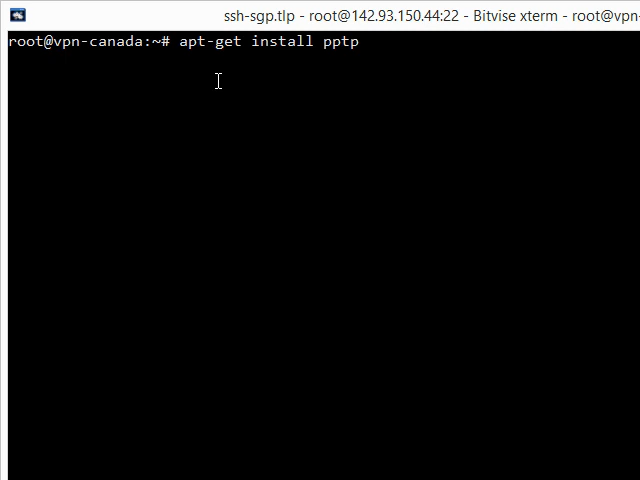 ssh-sgp.tlp - root@142.93.150.44:22 - Bitvise xterm - root@vpn-
root@vpn-canada:~# apt-get install pptp